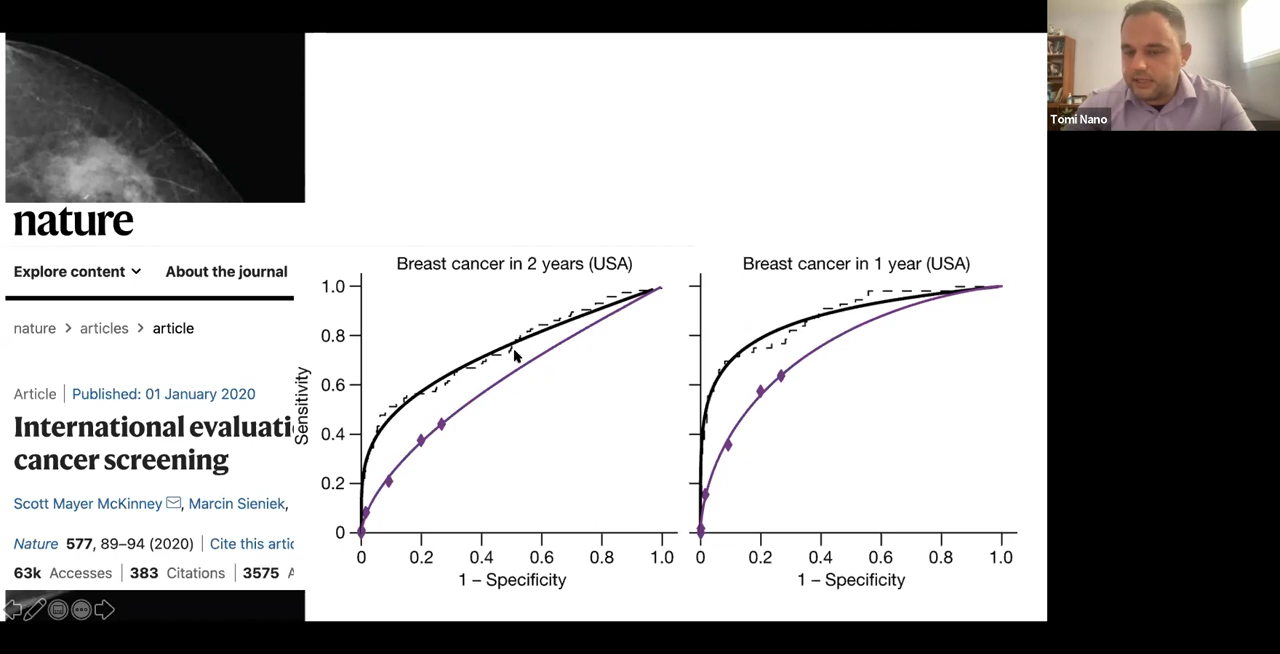 Tomi Nano
nature
Explore content
About the journal
nature > articles > article
Article | Published: 01 January 2020
International evaluati
cancer screening
Scott Mayer McKinney, Marcin Sieniek,
Nature 577, 89–94 (2020) | Cite this artic
63k Accesses | 383 Citations | 3575 A
Breast cancer in 2 years (USA)
Sensitivity
1.0
0.8
0.6
0.4
0.2
0
0 0.2 0.4 0.6 0.8 1.0
1 – Specificity
Breast cancer in 1 year (USA)
0 0.2 0.4 0.6 0.8 1.0
1 – Specificity